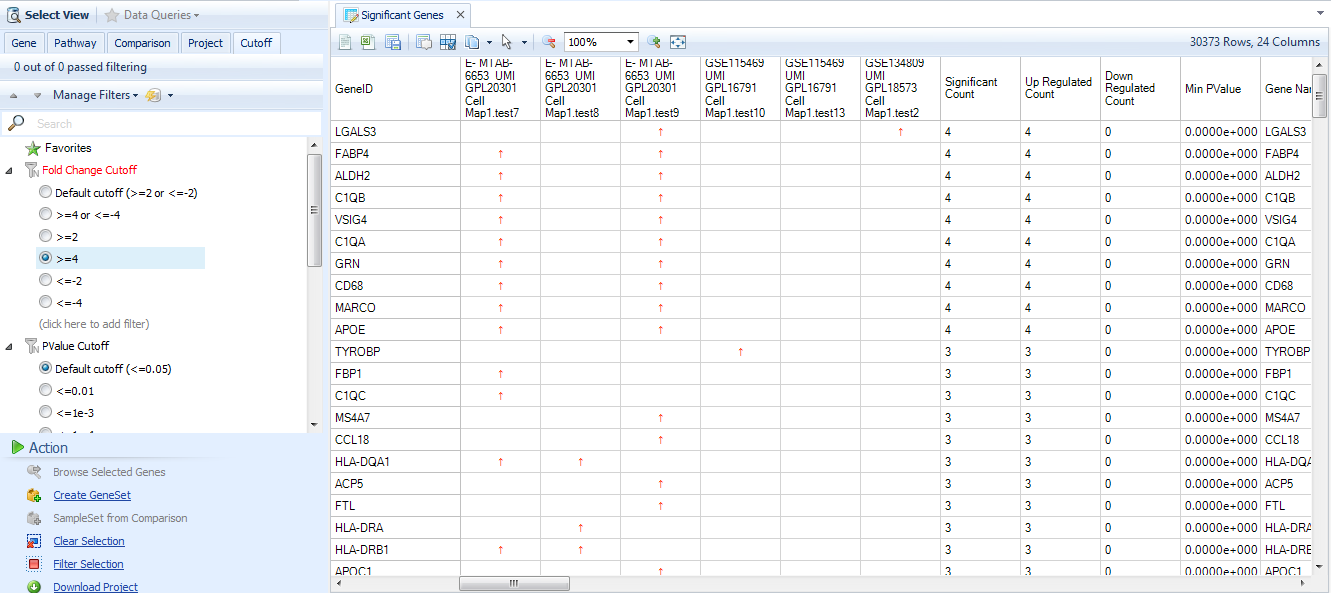 Select View Data Queries
Gene Pathway Comparison Project Cutoff
0 out of 0 passed filtering
Manage Filters
Search
Favorites
Fold Change Cutoff
Default cutoff (>=2 or <=-2)
>=4 or <=-4
>=2
>=4
<=-2
<=-4
(click here to add filter)
PValue Cutoff
Default cutoff (<=0.05)
<=0.01
<=1e-3
Action
Browse Selected Genes
Create GeneSet
SampleSet from Comparison
Clear Selection
Filter Selection
Download Project
Significant Genes
100%
30373 Rows, 24 Columns
GeneID
E- MTAB-
6653 UMI
GPL20301
Cell
Map1.test7
E- MTAB-
6653 UMI
GPL20301
Cell
Map1.test8
E- MTAB-
6653 UMI
GPL20301
Cell
Map1.test9
GSE115469
UMI
GPL16791
Cell
Map1.test10
GSE115469
UMI
GPL16791
Cell
Map1.test13
GSE134809
UMI
GPL18573
Cell
Map1.test2
Significant
Count
Up Regulated
Count
Down
Regulated
Count
Min PValue
Gene Nar
LGALS3 ↑ ↑ 4 4 0 0.0000e+000 LGALS3
FABP4 ↑ ↑ 4 4 0 0.0000e+000 FABP4
ALDH2 ↑ ↑ 4 4 0 0.0000e+000 ALDH2
C1QB ↑ ↑ 4 4 0 0.0000e+000 C1QB
VSIG4 ↑ ↑ 4 4 0 0.0000e+000 VSIG4
C1QA ↑ ↑ 4 4 0 0.0000e+000 C1QA
GRN ↑ ↑ 4 4 0 0.0000e+000 GRN
CD68 ↑ ↑ 4 4 0 0.0000e+000 CD68
MARCO ↑ ↑ 4 4 0 0.0000e+000 MARCO
APOE ↑ ↑ 4 4 0 0.0000e+000 APOE
TYROBP ↑ 3 3 0 0.0000e+000 TYROBP
FBP1 ↑ 3 3 0 0.0000e+000 FBP1
C1QC ↑ 3 3 0 0.0000e+000 C1QC
MS4A7 ↑ 3 3 0 0.0000e+000 MS4A7
CCL18 ↑ 3 3 0 0.0000e+000 CCL18
HLA-DQA1 ↑ ↑ 3 3 0 0.0000e+000 HLA-DQA
ACP5 ↑ 3 3 0 0.0000e+000 ACP5
FTL ↑ 3 3 0 0.0000e+000 FTL
HLA-DRA ↑ 3 3 0 0.0000e+000 HLA-DRA
HLA-DRB1 ↑ ↑ 3 3 0 0.0000e+000 HLA-DRE
APOC1 ↑ 3 3 0 0.0000e+000 APOC1